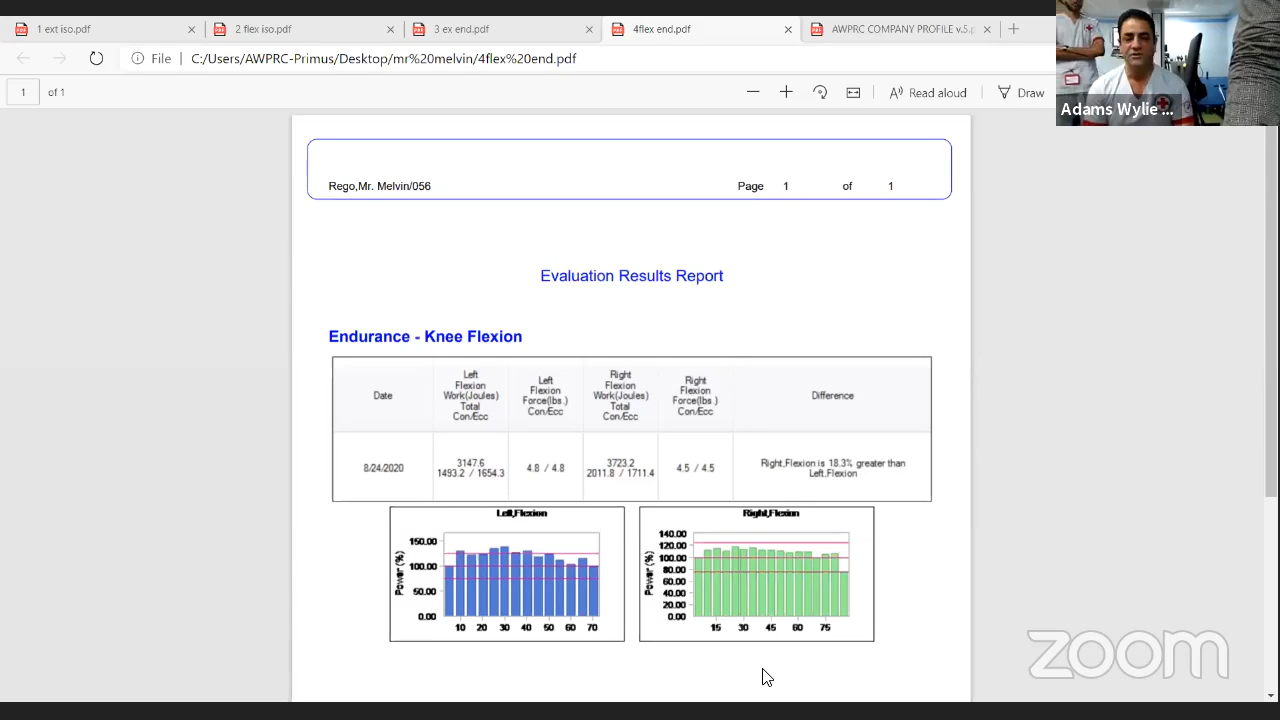 1 ext iso.pdf
2 flex iso.pdf
3 ex end.pdf
4flex end.pdf
AWPRC COMPANY PROFILE v.5.p
File C:/Users/AWPRC-Primus/Desktop/mr%20melvin/4flex%20end.pdf
1 of 1
Read aloud
Draw
Adams Wylie ...
Rego,Mr. Melvin/056 Page 1 of 1
Evaluation Results Report
Endurance - Knee Flexion
Date
Left
Flexion
Work(Joules)
Total
Con/Ecc
Left
Flexion
Force(lbs.)
Con/Ecc
Right
Flexion
Work(Joules)
Total
Con/Ecc
Right
Flexion
Force(lbs.)
Con/Ecc
Difference
8/24/2020
3147.6
1493.2 / 1654.3
4.8 / 4.8
3723.2
2011.8 / 1711.4
4.5 / 4.5
Right,Flexion is 18.3% greater than
Left,Flexion
Left,Flexion
Power (%)
150.00
100.00
50.00
0.00
10 20 30 40 50 60 70
Right,Flexion
Power (%)
140.00
120.00
100.00
80.00
60.00
40.00
20.00
0.00
15 30 45 60 75
zoom